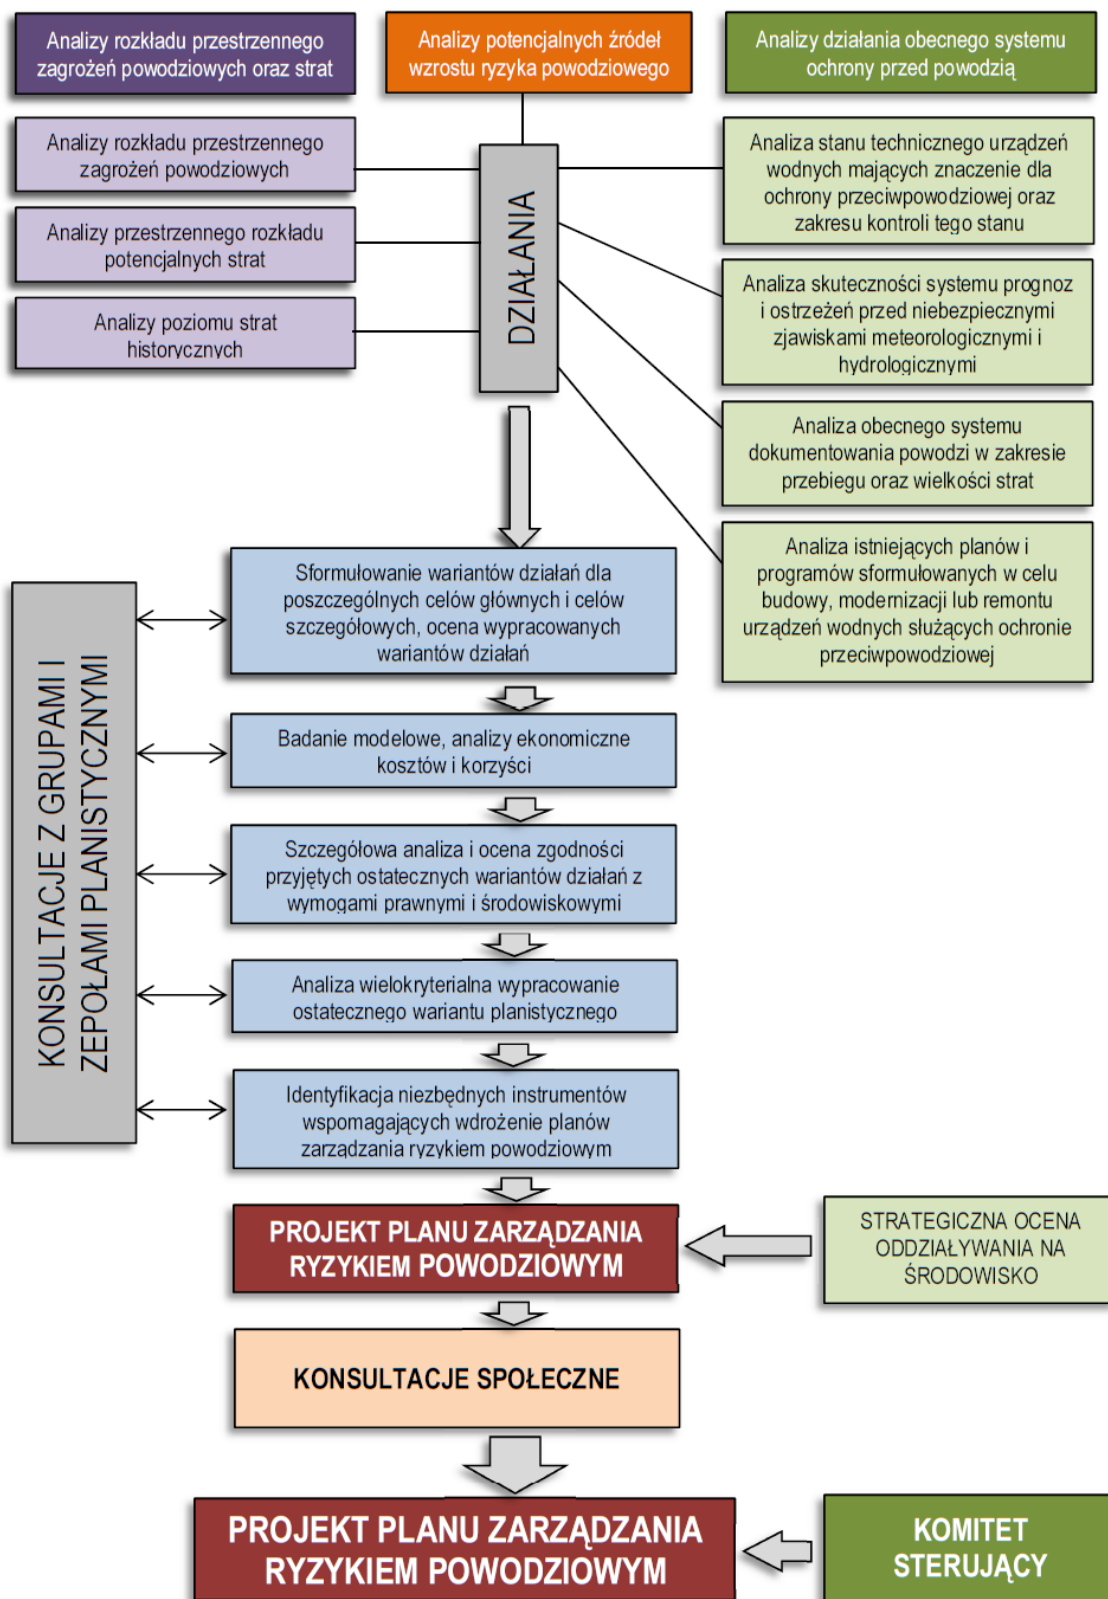 Analizy rozkładu przestrzennego
zagrożeń powodziowych oraz strat
Analizy potencjalnych źródeł
wzrostu ryzyka powodziowego
Analizy działania obecnego systemu
ochrony przed powodzią
Analizy rozkładu przestrzennego
zagrożeń powodziowych
Analizy przestrzennego rozkładu
potencjalnych strat
Analizy poziomu strat
historycznych
DZIAŁANIA
Analiza stanu technicznego urządzeń
wodnych mających znaczenie dla
ochrony przeciwpowodziowej oraz
zakresu kontroli tego stanu
Analiza skuteczności systemu prognoz
i ostrzeżeń przed niebezpiecznymi
zjawiskami meteorologicznymi i
hydrologicznymi
Analiza obecnego systemu
dokumentowania powodzi w zakresie
przebiegu oraz wielkości strat
Analiza istniejących planów i
programów sformułowanych w celu
budowy, modernizacji lub remontu
urządzeń wodnych służących ochronie
przeciwpowodziowej
KONSULTACJE Z GRUPAMI I
ZEPOŁAMI PLANISTYCZNYMI
Sformułowanie wariantów działań dla
poszczególnych celów głównych i celów
szczegółowych, ocena wypracowanych
wariantów działań
Badanie modelowe, analizy ekonomiczne
kosztów i korzyści
Szczegółowa analiza i ocena zgodności
przyjętych ostatecznych wariantów działań z
wymogami prawnymi i środowiskowymi
Analiza wielokryterialna wypracowanie
ostatecznego wariantu planistycznego
Identyfikacja niezbędnych instrumentów
wspomagających wdrożenie planów
zarządzania ryzykiem powodziowym
PROJEKT PLANU ZARZĄDZANIA
RYZYKIEM POWODZIOWYM
STRATEGICZNA OCENA
ODDZIAŁYWANIA NA
ŚRODOWISKO
KONSULTACJE SPOŁECZNE
PROJEKT PLANU ZARZĄDZANIA
RYZYKIEM POWODZIOWYM
KOMITET
STERUJĄCY